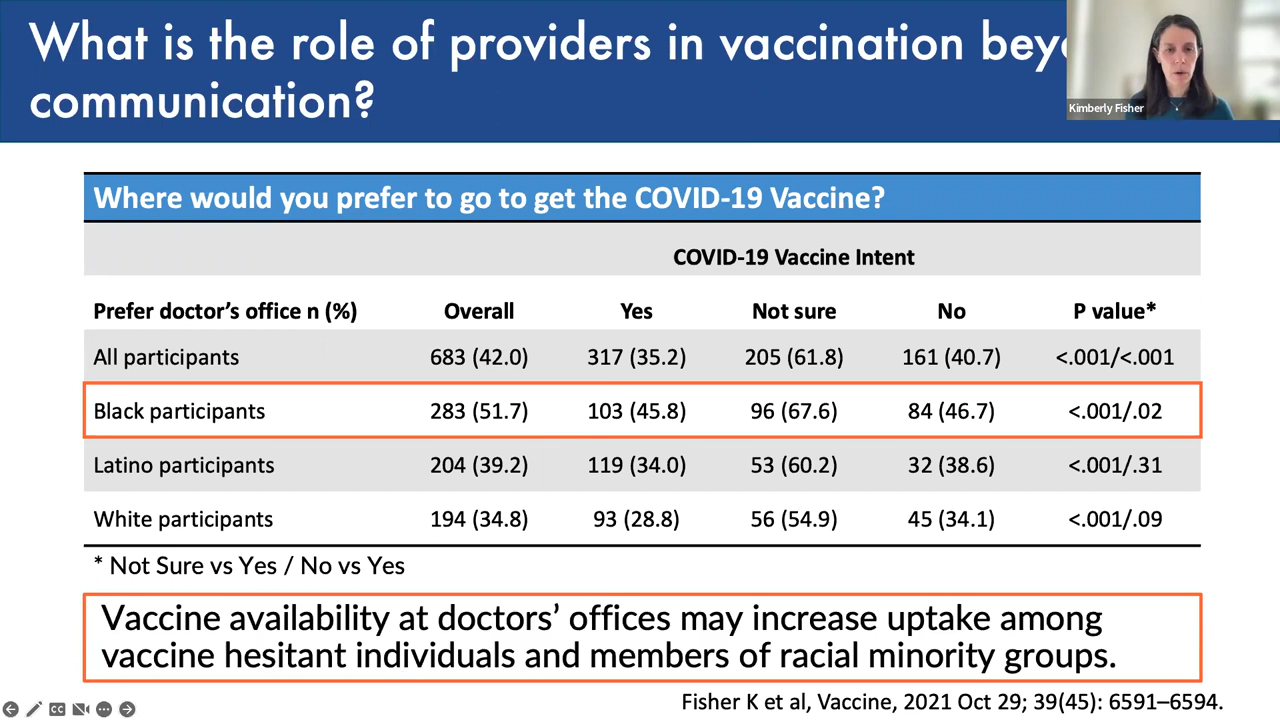 What is the role of providers in vaccination bey
communication?
Kimberly Fisher
Where would you prefer to go to get the COVID-19 Vaccine?
COVID-19 Vaccine Intent
Prefer doctor’s office n (%) Overall Yes Not sure No P value*
All participants 683 (42.0) 317 (35.2) 205 (61.8) 161 (40.7) <.001/<.001
Black participants 283 (51.7) 103 (45.8) 96 (67.6) 84 (46.7) <.001/.02
Latino participants 204 (39.2) 119 (34.0) 53 (60.2) 32 (38.6) <.001/.31
White participants 194 (34.8) 93 (28.8) 56 (54.9) 45 (34.1) <.001/.09
* Not Sure vs Yes / No vs Yes
Vaccine availability at doctors’ offices may increase uptake among
vaccine hesitant individuals and members of racial minority groups.
Fisher K et al, Vaccine, 2021 Oct 29; 39(45): 6591–6594.
CC